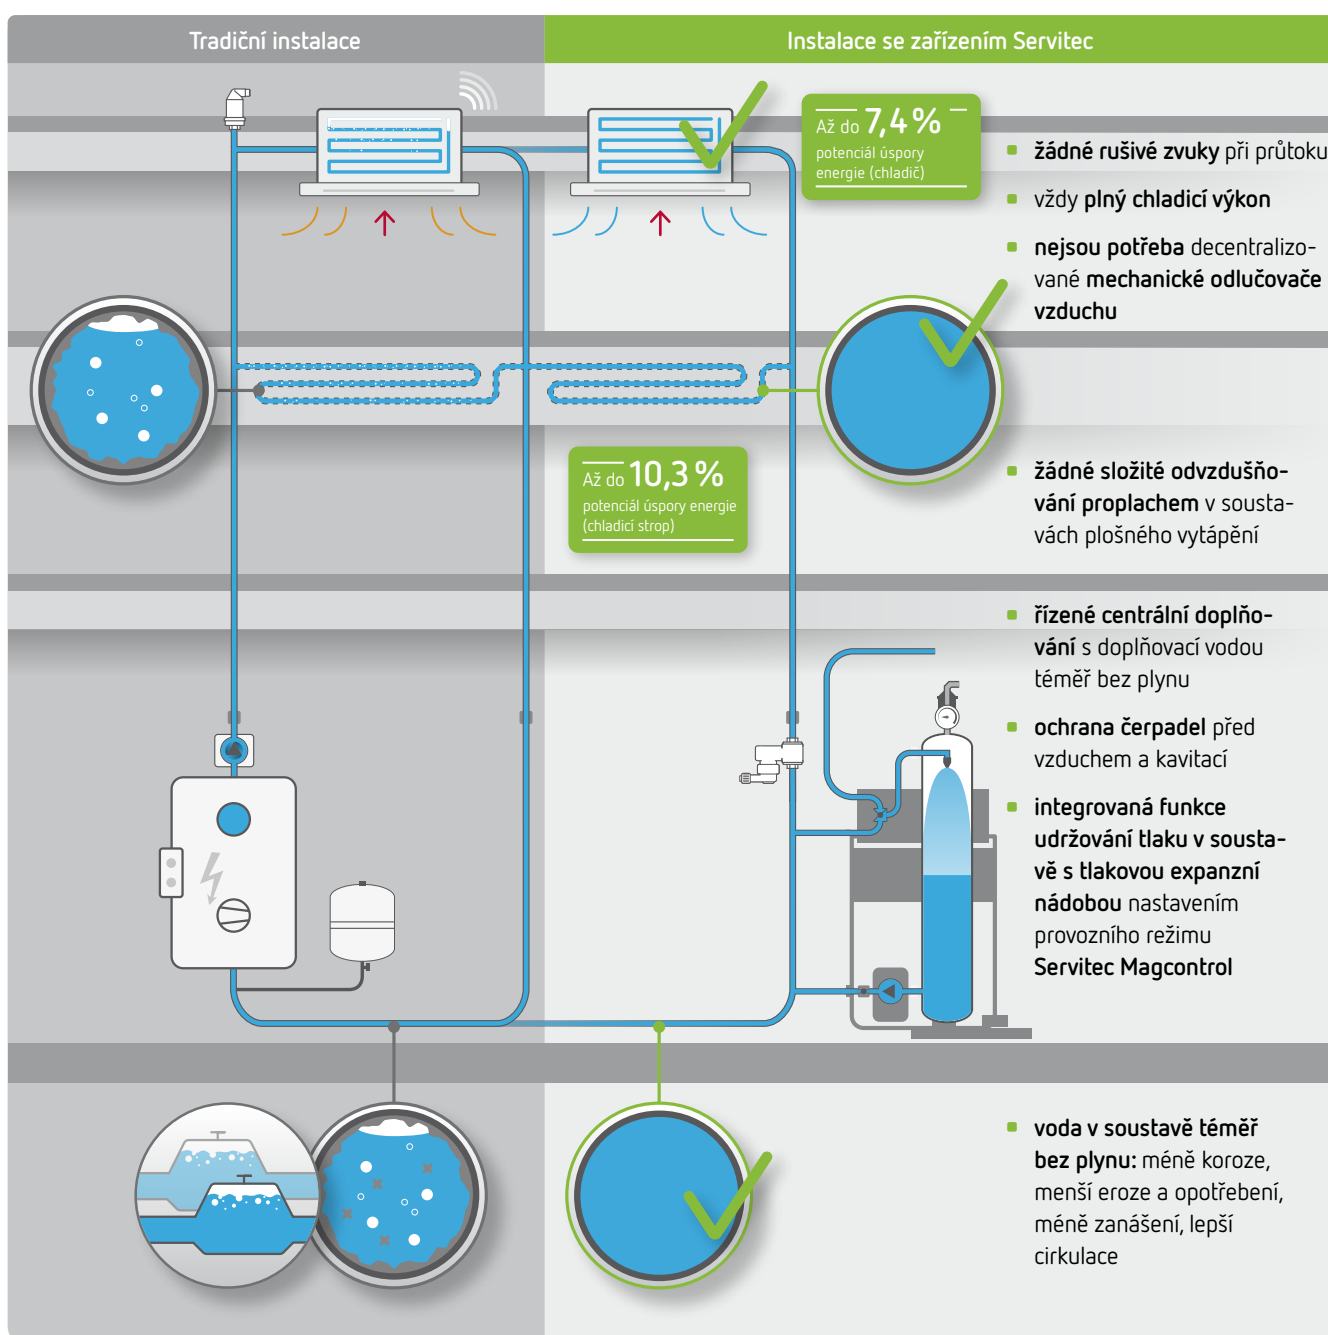 Tradiční instalace
Instalace se zařízením Servitec
Až do 7,4 %
potenciál úspory
energie (chladič)
žádné rušivé zvuky při průtoku
vždy plný chladicí výkon
nejsou potřeba decentralizo-
vané mechanické odlučovače
vzduchu
Až do 10,3 %
potenciál úspory energie
(chladicí strop)
žádné složité odvzdušňo-
vání proplachem v sousta-
vách plošného vytápění
řízené centrální doplňo-
vání s doplňovací vodou
téměř bez plynu
ochrana čerpadel před
vzduchem a kavitací
integrovaná funkce
udržování tlaku v sousta-
vě s tlakovou expanzní
nádobou nastavením
provozního režimu
Servitec Magcontrol
voda v soustavě téměř
bez plynu: méně koroze,
menší eroze a opotřebení,
méně zanášení, lepší
cirkulace